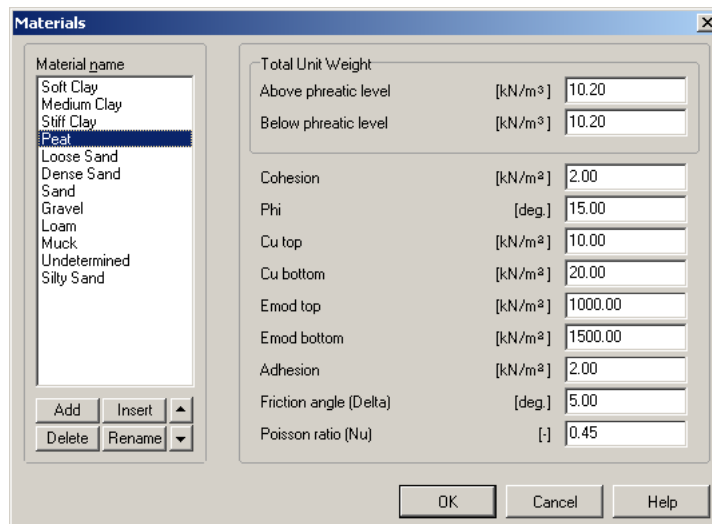 Materials
Material name
Soft Clay
Medium Clay
Stiff Clay
Peat
Loose Sand
Dense Sand
Sand
Gravel
Loam
Muck
Undetermined
Silty Sand
Add Insert
Delete Rename
Total Unit Weight
Above phreatic level [kN/m³] 10.20
Below phreatic level [kN/m³] 10.20
Cohesion [kN/m²] 2.00
Phi [deg.] 15.00
Cu top [kN/m²] 10.00
Cu bottom [kN/m²] 20.00
Emod top [kN/m²] 1000.00
Emod bottom [kN/m²] 1500.00
Adhesion [kN/m²] 2.00
Friction angle (Delta) [deg.] 5.00
Poisson ratio (Nu) [-] 0.45
OK Cancel Help